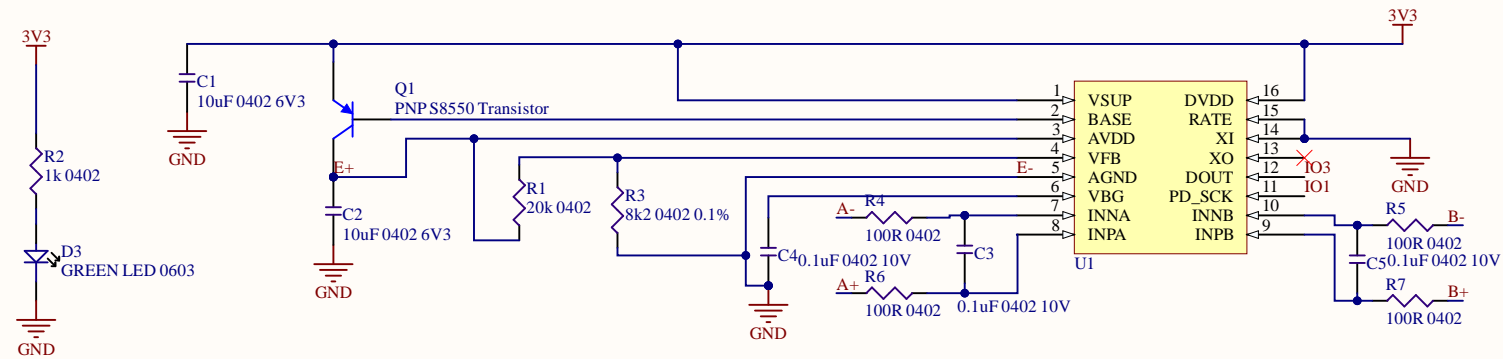 3V3
R2
1k 0402
D3
GREEN LED 0603
GND
C1
10uF 0402 6V3
GND
Q1
PNP S8550 Transistor
E+
C2
10uF 0402 6V3
GND
R1
20k 0402
R3
8k2 0402 0.1%
C4
0.1uF 0402 10V
GND
A-
R4
100R 0402
A+
R6
100R 0402
C3
0.1uF 0402 10V
E-
1 VSUP
2 BASE
3 AVDD
4 VFB
5 AGND
6 VBG
7 INNA
8 INPA
DVDD 16
RATE 15
XI 14
XO 13
DOUT 12
PD_SCK 11
INNB 10
INPB 9
U1
3V3
GND
IO3
IO1
R5
100R 0402
B-
C5
0.1uF 0402 10V
R7
100R 0402
B+